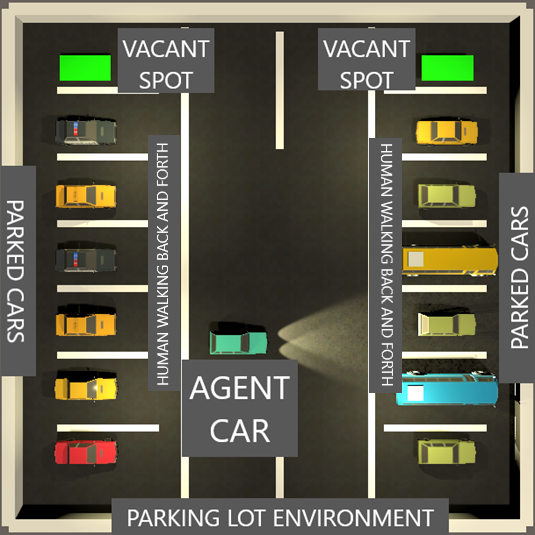 VACANT
SPOT
VACANT
SPOT
HUMAN WALKING BACK AND FORTH
HUMAN WALKING BACK AND FORTH
PARKED CARS
PARKED CARS
AGENT
CAR
PARKING LOT ENVIRONMENT